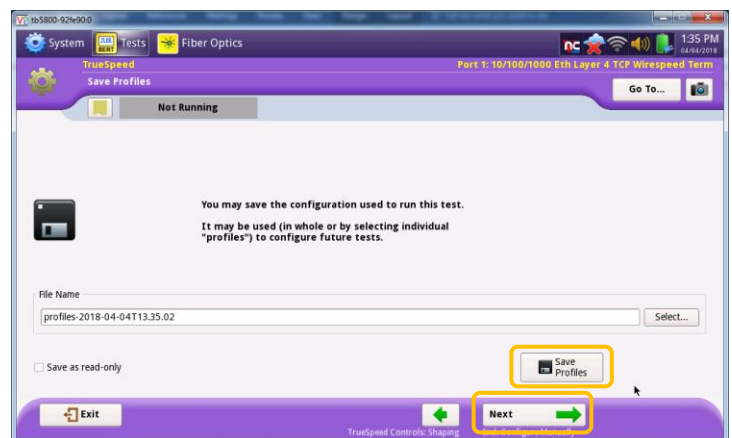 tb5800-92fe90:0
System Tests Fiber Optics 1:35 PM
04/04/2018
TrueSpeed Port 1: 10/100/1000 Eth Layer 4 TCP Wirespeed Term
Save Profiles
Go To...
Not Running
You may save the configuration used to run this test.
It may be used (in whole or by selecting individual
"profiles") to configure future tests.
File Name
profiles-2018-04-04T13.35.02 Select...
Save as read-only
Save
Profiles
Exit Next
TrueSpeed Controls: Shaping